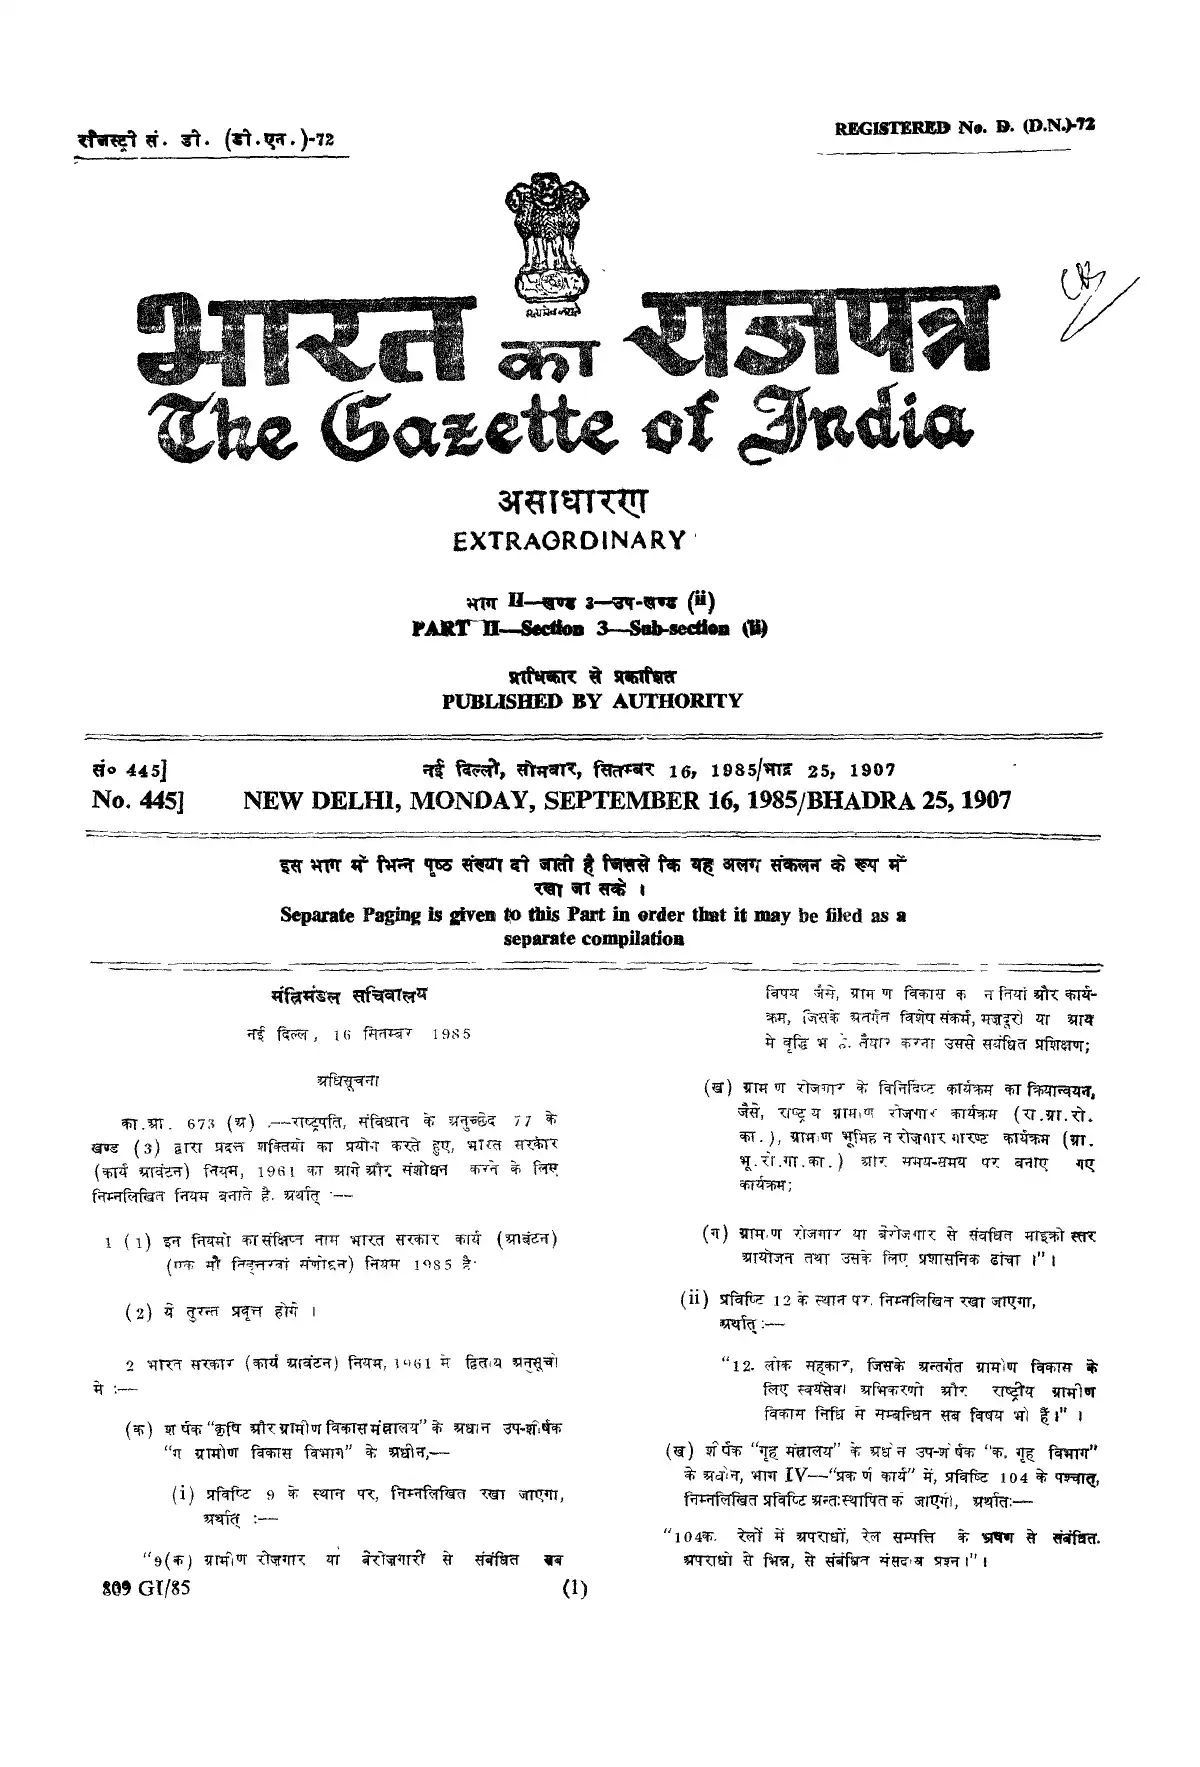 रजिस्ट्री सं. डी. (डी.एन.)-72
REGISTERED No. D. (D.N.)-72
भारत का राजपत्र
The Gazette of India
असाधारण
EXTRAORDINARY
भाग II—खण्ड 3—उप-खण्ड (ii)
PART II—Section 3—Sub-section (ii)
प्राधिकार से प्रकाशित
PUBLISHED BY AUTHORITY
सं० 445]
नई दिल्ली, सोमवार, सितम्बर 16, 1985/भाद्र 25, 1907
No. 445]
NEW DELHI, MONDAY, SEPTEMBER 16, 1985/BHADRA 25, 1907
इस भाग में भिन्न पृष्ठ संख्या दी जाती है जिससे कि यह अलग संकलन के रूप में
रखा जा सके ।
Separate Paging is given to this Part in order that it may be filed as a
separate compilation
मंत्रिमंडल सचिवालय
नई दिल्ली, 16 सितम्बर 1985
अधिसूचना
का.आ. 673 (अ) .—राष्ट्रपति, संविधान के अनुच्छेद 77 के
खण्ड (3) द्वारा प्रदत्त शक्तियों का प्रयोग करते हुए, भारत सरकार
(कार्य आवंटन) नियम, 1961 का आगे और संशोधन करने के लिए
निम्नलिखित नियम बनाते है, अर्थात् :—
1 (1) इन नियमों का संक्षिप्त नाम भारत सरकार कार्य (आबंटन)
(एक सौ तिहत्तरवां संशोधन) नियम 1985 है
(2) ये तुरन्त प्रवृत्त होंगे ।
2 भारत सरकार (कार्य आबंटन) नियम, 1961 मे द्वितीय अनुसूची
मे :—
(क) शीर्षक "कृषि और ग्रामीण विकास मंत्रालय" के अधीन उप-शीर्षक
"ग ग्रामीण विकास विभाग" के अधीन,—
(i) प्रविष्टि 9 के स्थान पर, निम्नलिखित रखा जाएगा,
अर्थात् :—
"9(क) ग्रामीण रोजगार या बेरोजगारी से संबंधित सब
विषय जैसे, ग्रामीण विकास की नीतियां और कार्य-
क्रम, जिसके अंतर्गत विशेष संकर्म, मजदूरी या आय
मे वृद्धि भी है, तैयार करना उससे संबंधित प्रशिक्षण;
(ख) ग्रामीण रोजगार के विनिर्दिष्ट कार्यक्रम का क्रियान्वयन,
जैसे, राष्ट्रीय ग्रामीण रोजगार कार्यक्रम (रा.ग्रा.रो.
का.), ग्रामीण भूमिहीन रोजगार गारण्टी कार्यक्रम (ग्रा.
भू.रो.गा.का.) और समय-समय पर बनाए गए
कार्यक्रम;
(ग) ग्रामीण रोजगार या बेरोजगार से संबंधित माइक्रो स्तर
आयोजन तथा उसके लिए प्रशासनिक ढांचा ।" ।
(ii) प्रविष्टि 12 के स्थान पर, निम्नलिखित रखा जाएगा,
अर्थात् :—
"12. लोक सहकार, जिसके अन्तर्गत ग्रामीण विकास के
लिए स्वयंसेवी अभिकरणो और राष्ट्रीय ग्रामीण
विकास निधि से सम्बन्धित सब विषय भी हैं।" ।
(ख) शीर्षक "गृह मंत्रालय" के अधीन उप-शीर्षक "क. गृह विभाग"
के अधीन, भाग IV—"प्रकीर्ण कार्य" में, प्रविष्टि 104 के पश्चात्,
निम्नलिखित प्रविष्टि अन्तःस्थापित की जाएगी, अर्थातः—
"104क. रेलों में अपराधों, रेल सम्पत्ति के से संबंधित.
अपराधो से भिन्न, से संबंधित संसदीय प्रश्न।" ।
809 GI/85
(1)